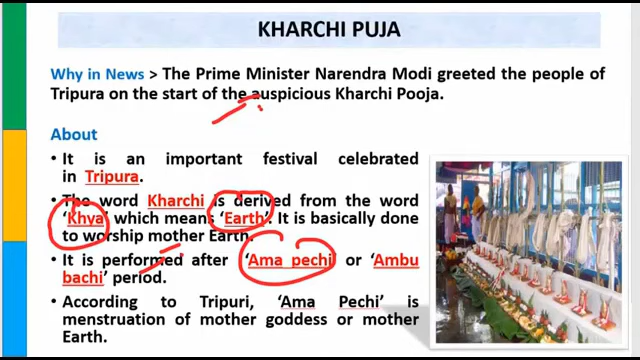 KHARCHI PUJA
Why in News > The Prime Minister Narendra Modi greeted the people of
Tripura on the start of the auspicious Kharchi Pooja.
About
• It is an important festival celebrated
in Tripura.
• The word Kharchi is derived from the word
'Khya' which means 'Earth'. It is basically done
to worship mother Earth.
• It is performed after 'Ama pechi' or 'Ambu
bachi' period.
• According to Tripuri, 'Ama Pechi' is
menstruation of mother goddess or mother
Earth.